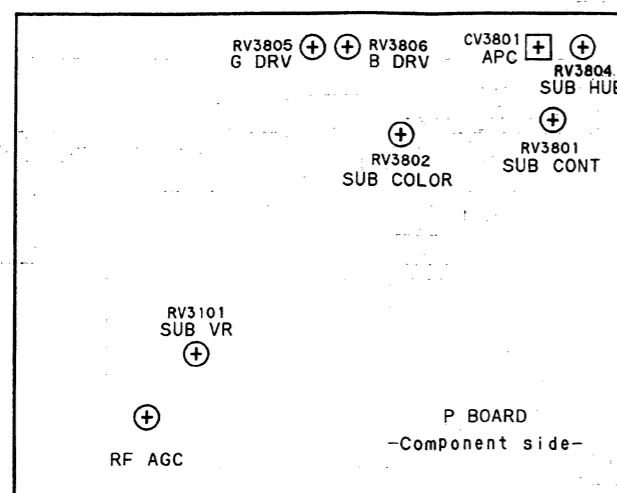 RV3805
G DRV
RV3806
B DRV
CV3801
APC
RV3804
SUB HUE
RV3802
SUB COLOR
RV3801
SUB CONT
RV3101
SUB VR
RF AGC
P BOARD
-Component side-